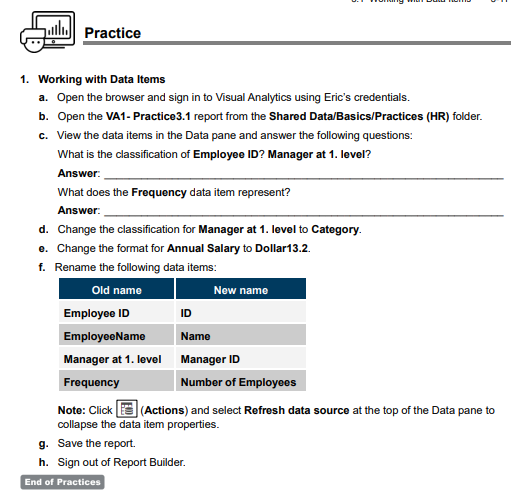 Practice
1. Working with Data Items
a. Open the browser and sign in to Visual Analytics using Eric's credentials.
b. Open the VA1- Practice3.1 report from the Shared Data/Basics/Practices (HR) folder.
c. View the data items in the Data pane and answer the following questions:
What is the classification of Employee ID? Manager at 1. level?
Answer:
What does the Frequency data item represent?
Answer:
d. Change the classification for Manager at 1. level to Category.
e. Change the format for Annual Salary to Dollar13.2.
f. Rename the following data items:
Old name New name
Employee ID ID
EmployeeName Name
Manager at 1. level Manager ID
Frequency Number of Employees
Note: Click (Actions) and select Refresh data source at the top of the Data pane to
collapse the data item properties.
g. Save the report.
h. Sign out of Report Builder.
End of Practices